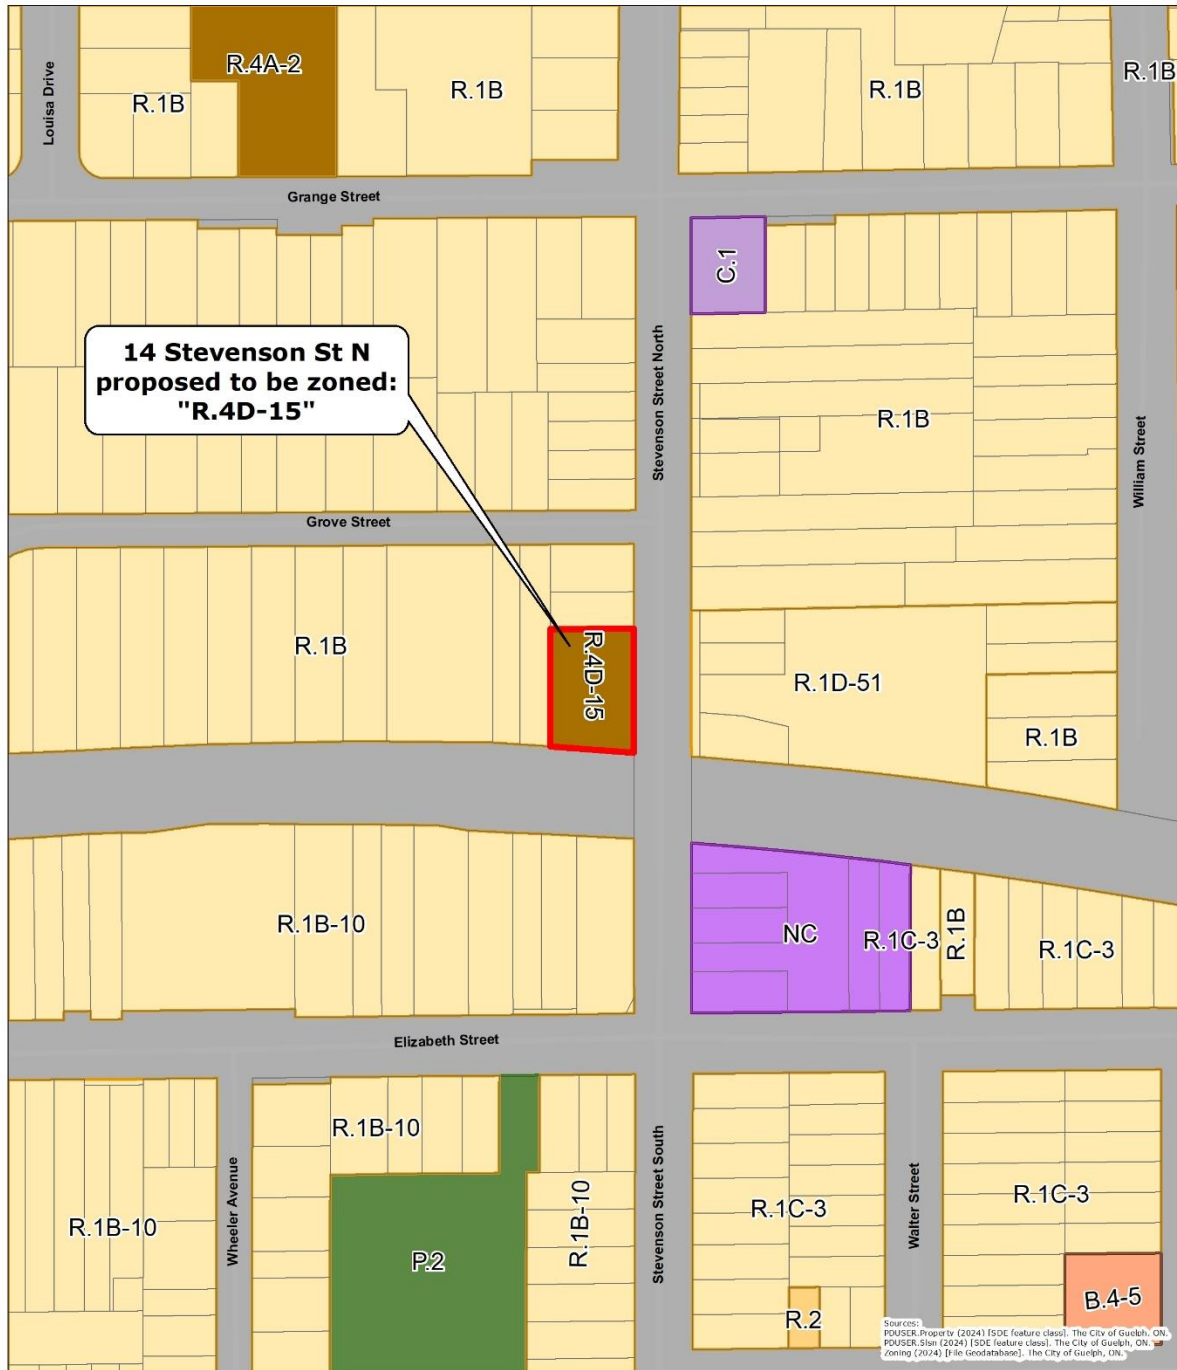 R.4A-2
R.1B
R.1B
R.1B
R.1B
Louisa Drive
Grange Street
C.1
14 Stevenson St N
proposed to be zoned:
"R.4D-15"
Stevenson Street North
R.1B
William Street
Grove Street
R.1B
R.4D-15
R.1D-51
R.1B
R.1B-10
NC
R.1C-3
R.1B
R.1C-3
Elizabeth Street
R.1B-10
Wheeler Avenue
R.1B-10
R.1B-10
P.2
Stevenson Street South
R.1C-3
Walter Street
R.1C-3
R.2
B.4-5
Sources:
PDUSER.Property (2024) [SDE feature class]. The City of Guelph, ON.
PDUSER.Slsn (2024) [SDE feature class]. The City of Guelph, ON.
Zoning (2024) [File Geodatabase]. The City of Guelph, ON.